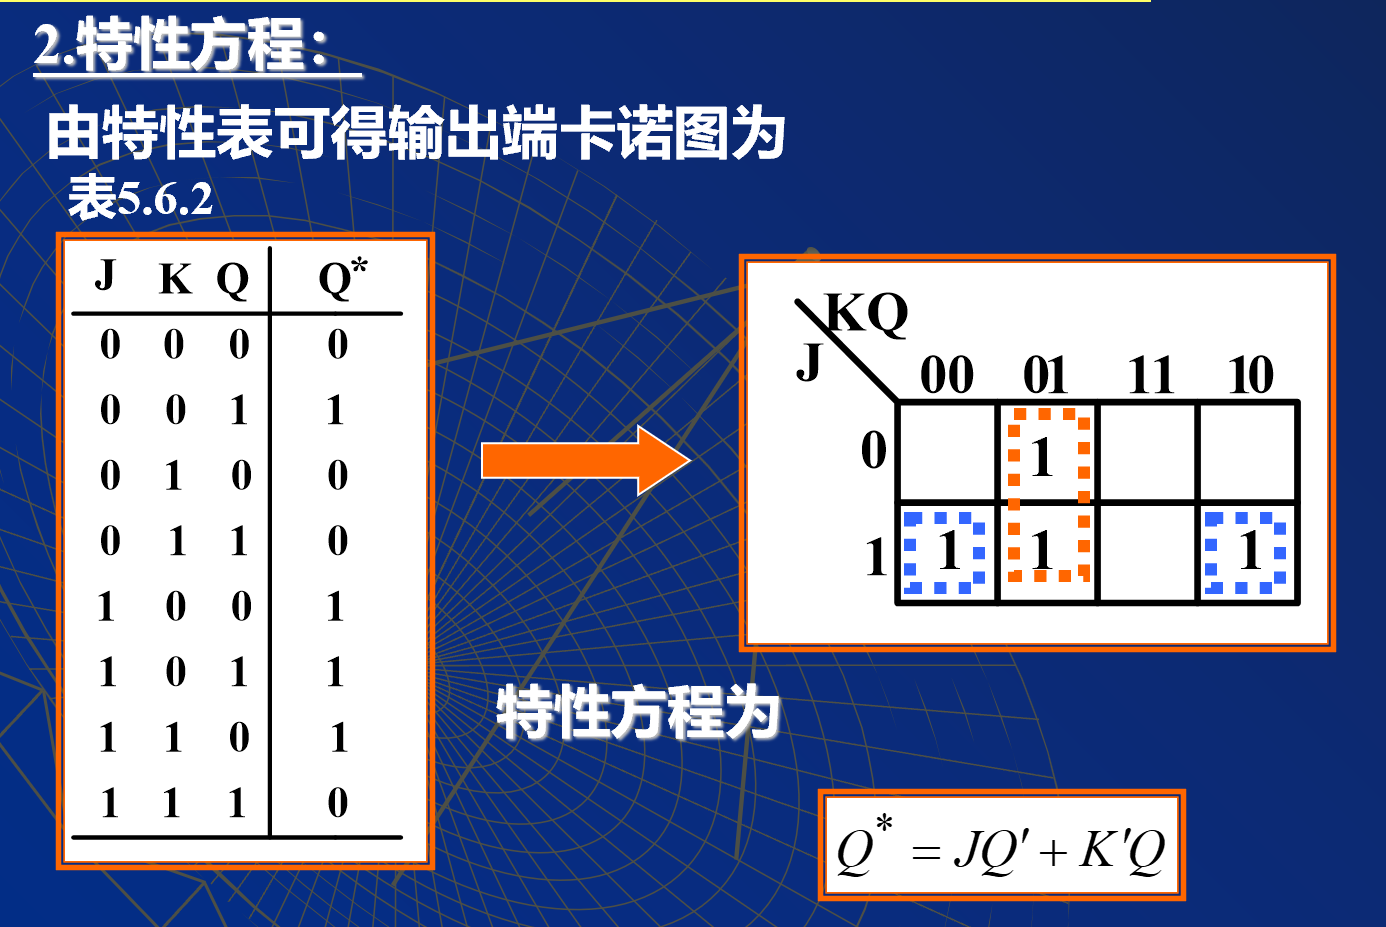 2.特性方程：
由特性表可得输出端卡诺图为
表5.6.2
J K Q Q*
0 0 0 0
0 0 1 1
0 1 0 0
0 1 1 0
1 0 0 1
1 0 1 1
1 1 0 1
1 1 1 0
KQ
J
00 01 11 10
0 1
1 1 1 1
特性方程为
Q* = JQ′ + K′Q